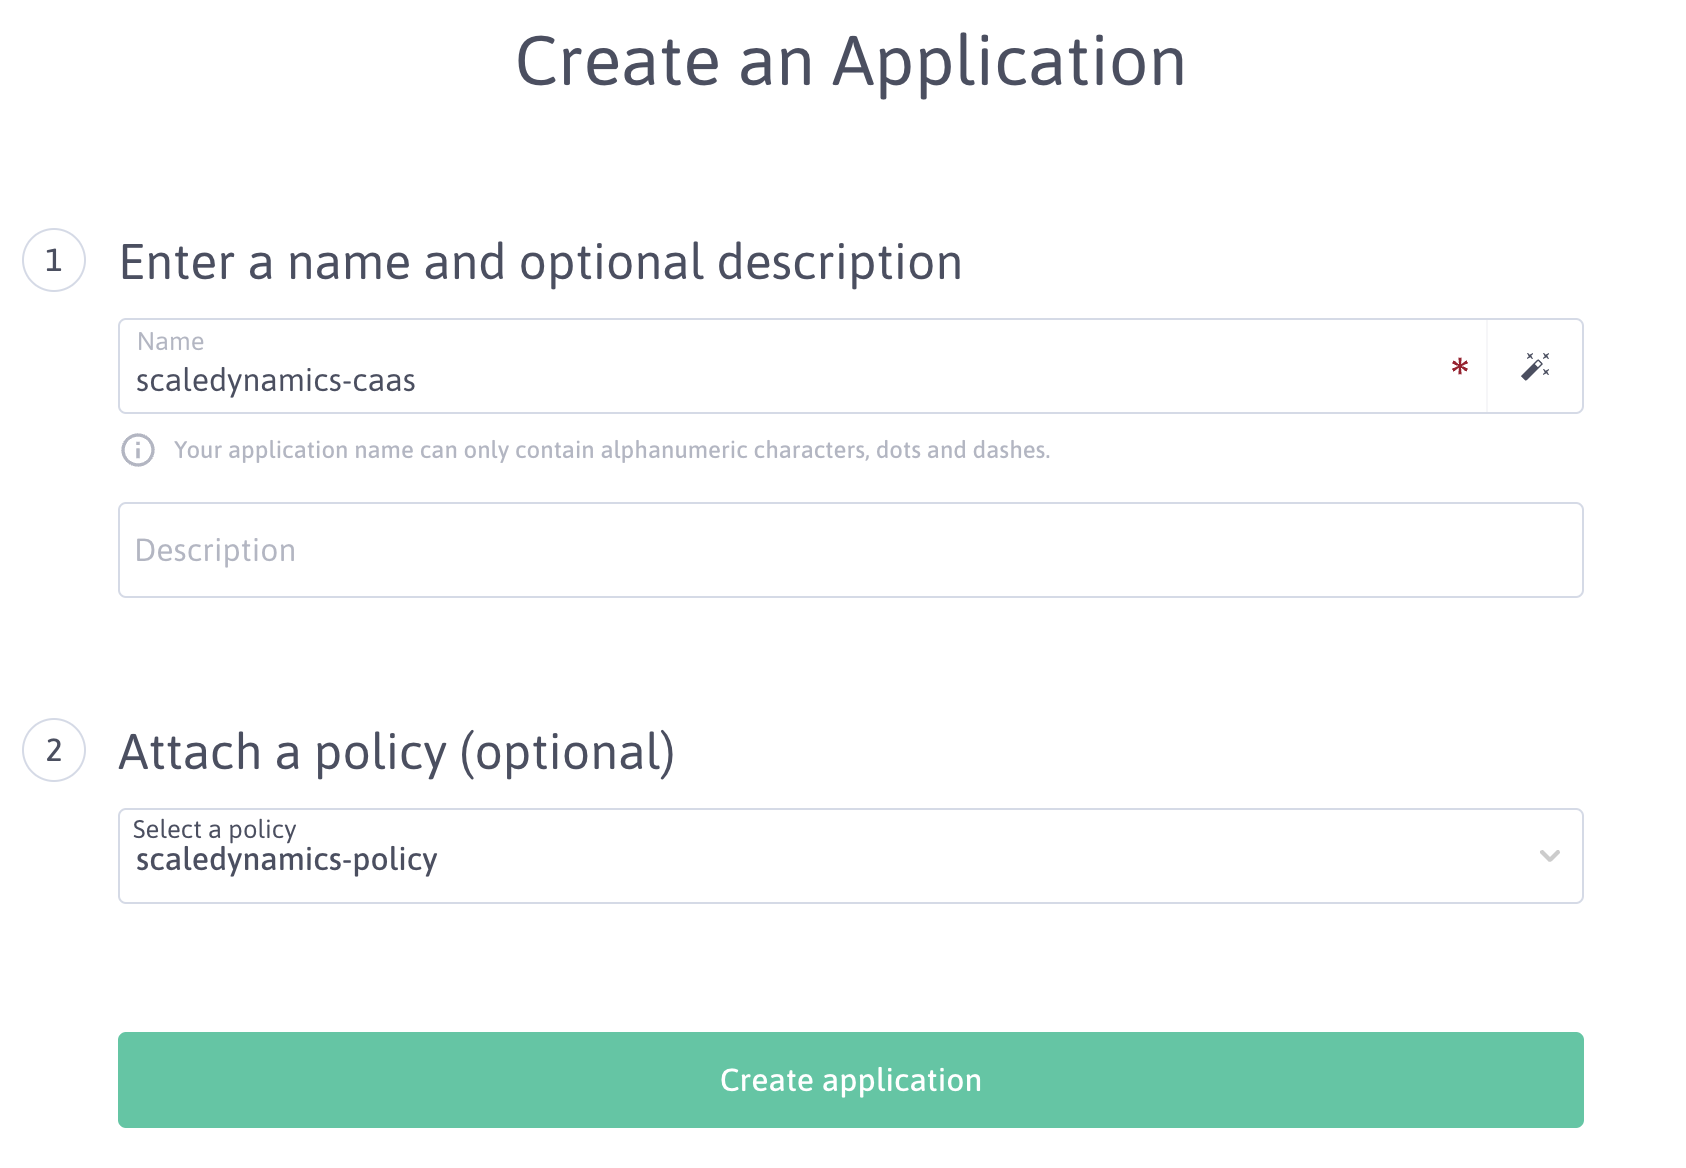 Create an Application
1
Enter a name and optional description
Name
scaledynamics-caas
*
Your application name can only contain alphanumeric characters, dots and dashes.
Description
2
Attach a policy (optional)
Select a policy
scaledynamics-policy
Create application